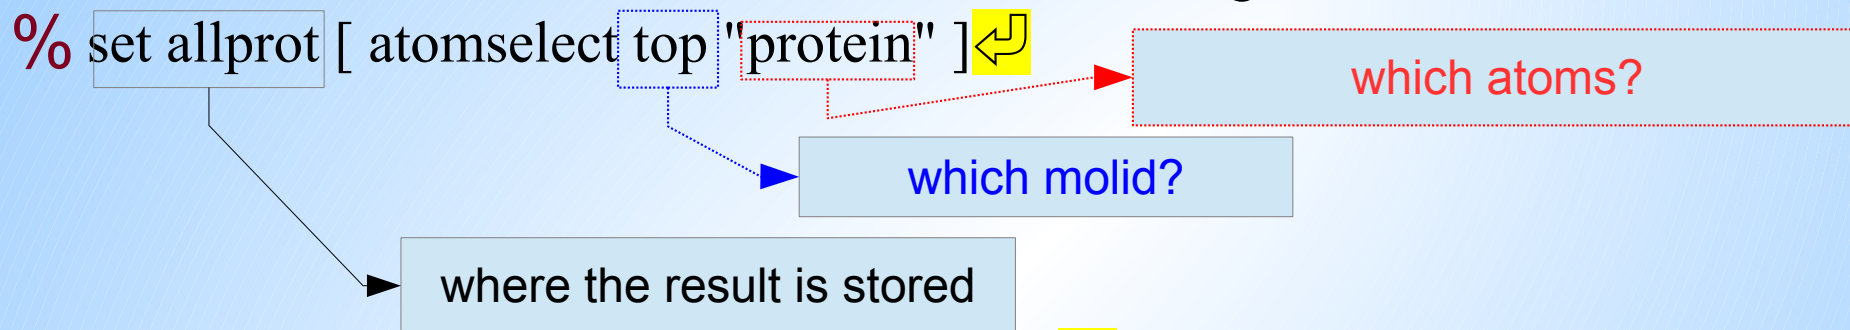 % set allprot [ atomselect top "protein" ]
which atoms?
which molid?
where the result is stored